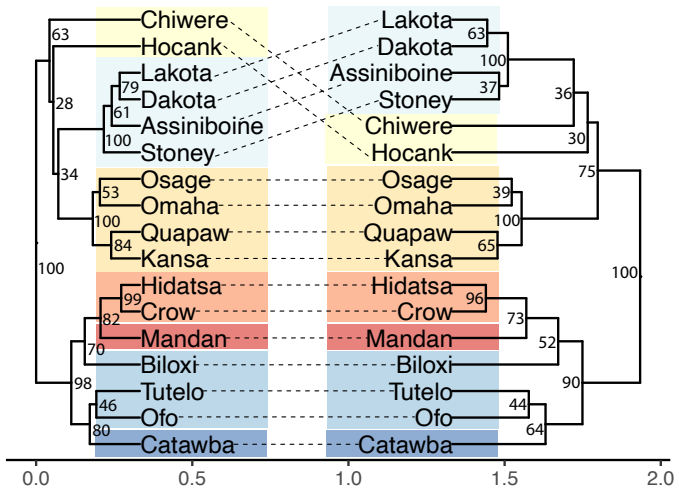 Chiwere Lakota
63 63
Hocank Dakota
100
Lakota Assiniboine
79 37 36
28 Dakota Stoney
61
Assiniboine Chiwere
100 30
Stoney Hocank
34 75
Osage Osage
53 39
Omaha Omaha
100 100
Quapaw Quapaw
84 65
Kansa Kansa
100 100
Hidatsa Hidatsa
99 96
Crow Crow
82 73
Mandan Mandan
70 52
Biloxi Biloxi
98 90
Tutelo Tutelo
46 44
Ofo Ofo
80 64
Catawba Catawba
0.0 0.5 1.0 1.5 2.0